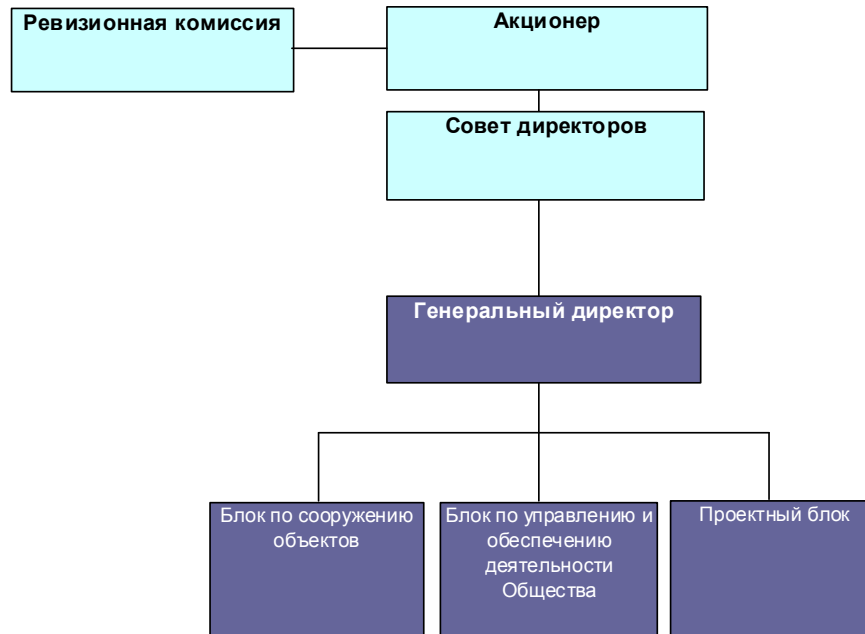 Ревизионная комиссия
Акционер
Совет директоров
Генеральный директор
Блок по сооружению
объектов
Блок по управлению и
обеспечению
деятельности
Общества
Проектный блок